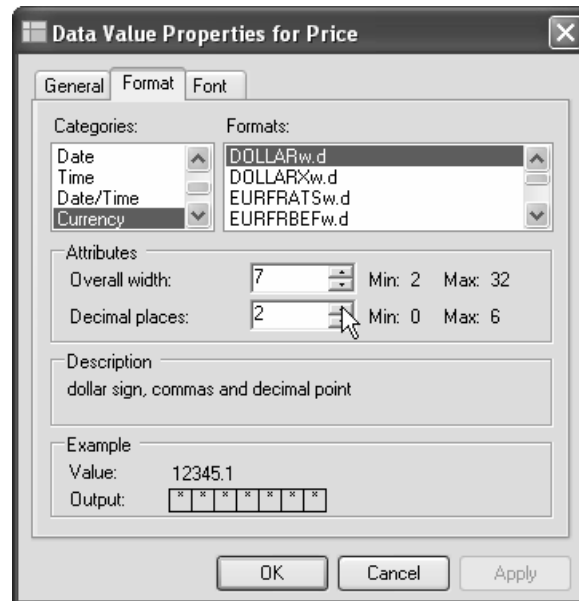 Data Value Properties for Price
General Format Font
Categories: Formats:
Date DOLLARw.d
Time DOLLARXw.d
Date/Time EURFRATSw.d
Currency EURFRBEFw.d
Attributes
Overall width: 7 Min: 2 Max: 32
Decimal places: 2 Min: 0 Max: 6
Description
dollar sign, commas and decimal point
Example
Value: 12345.1
Output: * * * * * * *
OK Cancel Apply